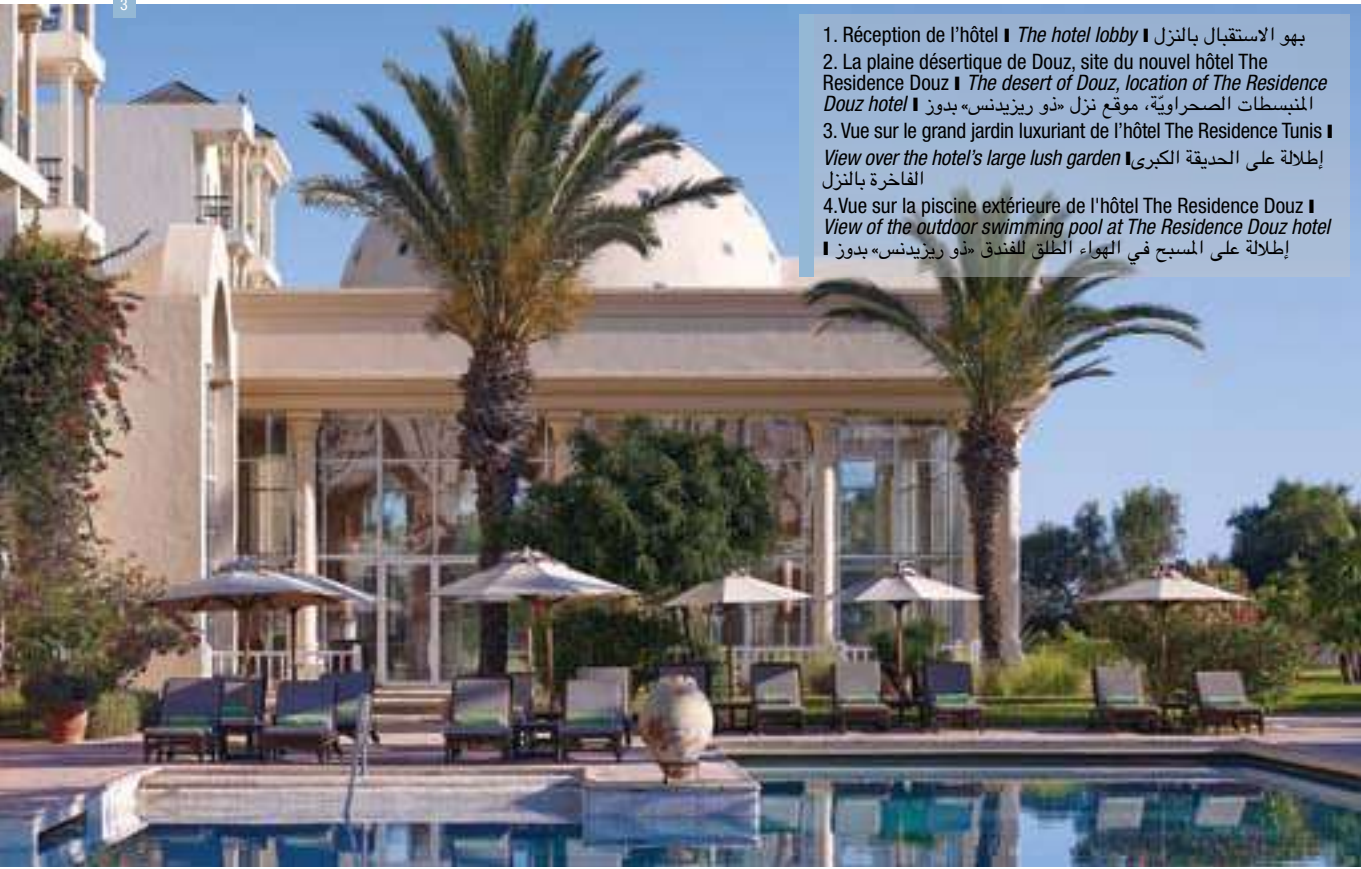 3
1. Réception de l’hôtel ❙ The hotel lobby ❙ بهو الاستقبال بالنزل
2. La plaine désertique de Douz, site du nouvel hôtel The
Residence Douz ❙ The desert of Douz, location of The Residence
Douz hotel ❙ المنبسطات الصحراويّة، موقع نزل «ذو ريزيدنس» بدوز
3. Vue sur le grand jardin luxuriant de l’hôtel The Residence Tunis ❙
View over the hotel’s large lush garden ❙إطلالة على الحديقة الكبرى
الفاخرة بالنزل
4.Vue sur la piscine extérieure de l'hôtel The Residence Douz ❙
View of the outdoor swimming pool at The Residence Douz hotel
❙ إطلالة على المسبح في الهواء الطلق للفندق «ذو ريزيدنس» بدوز